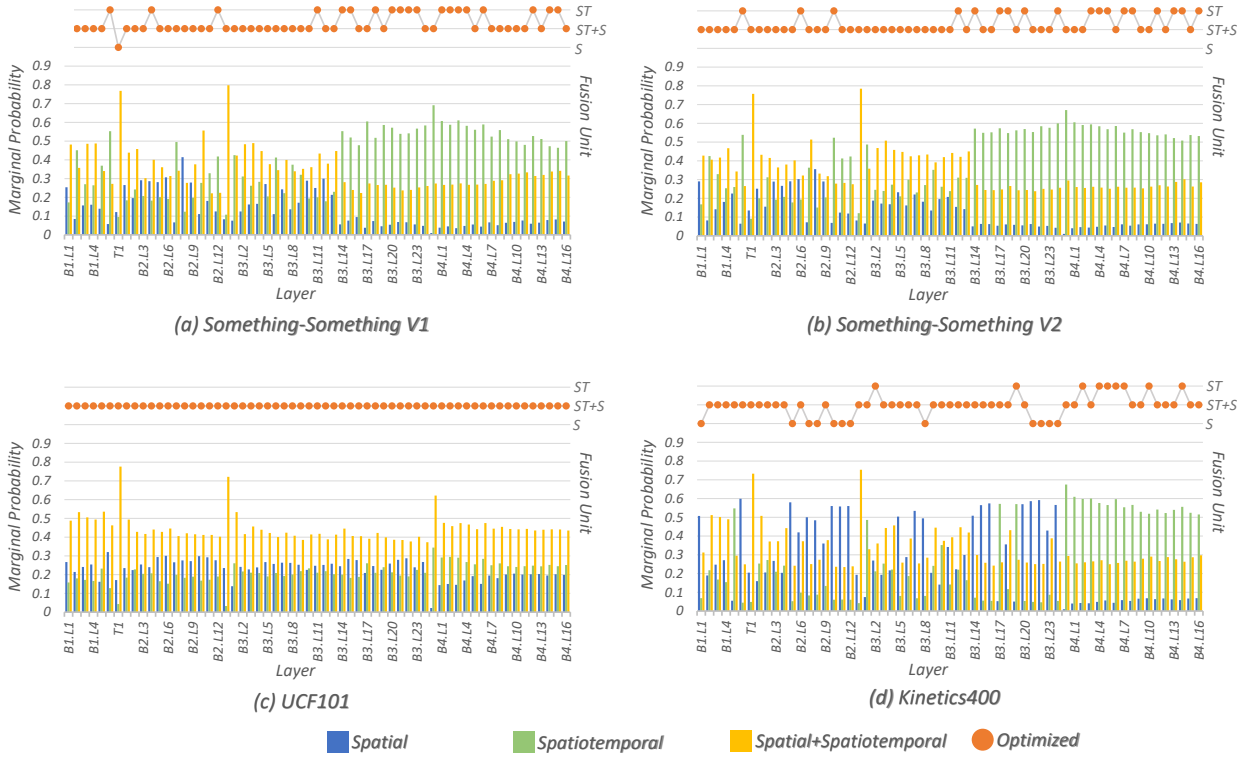 ST
ST+S
S
0.9
0.8
0.7
0.6
0.5
0.4
0.3
0.2
0.1
0
Marginal Probability
Fusion Unit
B1.L1
B1.L4
T1
B2.L3
B2.L6
B2.L9
B2.L12
B3.L2
B3.L5
B3.L8
B3.L11
B3.L14
B3.L17
B3.L20
B3.L23
B4.L1
B4.L4
B4.L7
B4.L10
B4.L13
B4.L16
Layer
(a) Something-Something V1
ST
ST+S
S
0.9
0.8
0.7
0.6
0.5
0.4
0.3
0.2
0.1
0
Marginal Probability
Fusion Unit
B1.L1
B1.L4
T1
B2.L3
B2.L6
B2.L9
B2.L12
B3.L2
B3.L5
B3.L8
B3.L11
B3.L14
B3.L17
B3.L20
B3.L23
B4.L1
B4.L4
B4.L7
B4.L10
B4.L13
B4.L16
Layer
(b) Something-Something V2
ST
ST+S
S
0.9
0.8
0.7
0.6
0.5
0.4
0.3
0.2
0.1
0
Marginal Probability
Fusion Unit
B1.L1
B1.L4
T1
B2.L3
B2.L6
B2.L9
B2.L12
B3.L2
B3.L5
B3.L8
B3.L11
B3.L14
B3.L17
B3.L20
B3.L23
B4.L1
B4.L4
B4.L7
B4.L10
B4.L13
B4.L16
Layer
(c) UCF101
ST
ST+S
S
0.9
0.8
0.7
0.6
0.5
0.4
0.3
0.2
0.1
0
Marginal Probability
Fusion Unit
B1.L1
B1.L4
T1
B2.L3
B2.L6
B2.L9
B2.L12
B3.L2
B3.L5
B3.L8
B3.L11
B3.L14
B3.L17
B3.L20
B3.L23
B4.L1
B4.L4
B4.L7
B4.L10
B4.L13
B4.L16
Layer
(d) Kinetics400
Spatial
Spatiotemporal
Spatial+Spatiotemporal
Optimized